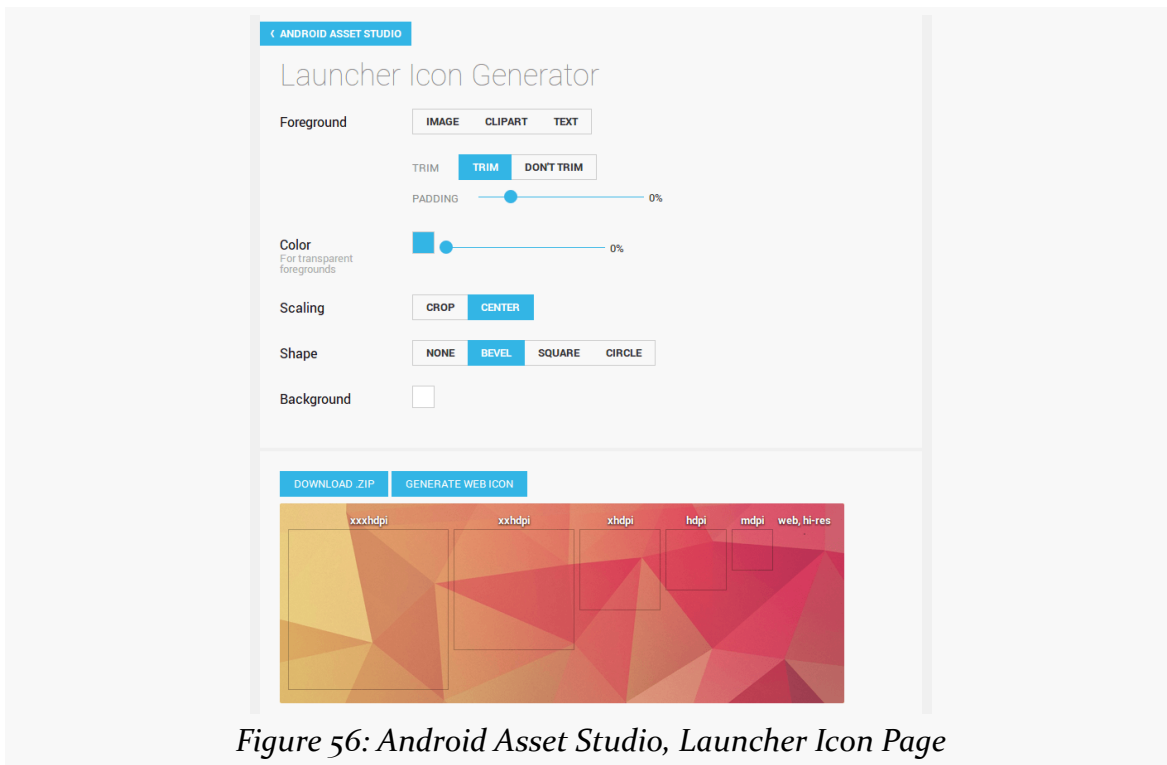 ‹ ANDROID ASSET STUDIO
Launcher Icon Generator
Foreground IMAGE CLIPART TEXT
TRIM TRIM DON'T TRIM
PADDING 0%
Color 0%
For transparent
foregrounds
Scaling CROP CENTER
Shape NONE BEVEL SQUARE CIRCLE
Background
DOWNLOAD .ZIP GENERATE WEB ICON
xxxhdpi xxhdpi xhdpi hdpi mdpi web, hi-res
Figure 56: Android Asset Studio, Launcher Icon Page